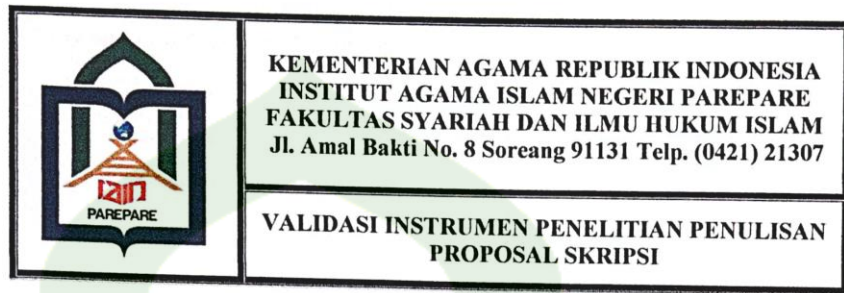 iain
PAREPARE
KEMENTERIAN AGAMA REPUBLIK INDONESIA
INSTITUT AGAMA ISLAM NEGERI PAREPARE
FAKULTAS SYARIAH DAN ILMU HUKUM ISLAM
Jl. Amal Bakti No. 8 Soreang 91131 Telp. (0421) 21307
VALIDASI INSTRUMEN PENELITIAN PENULISAN
PROPOSAL SKRIPSI